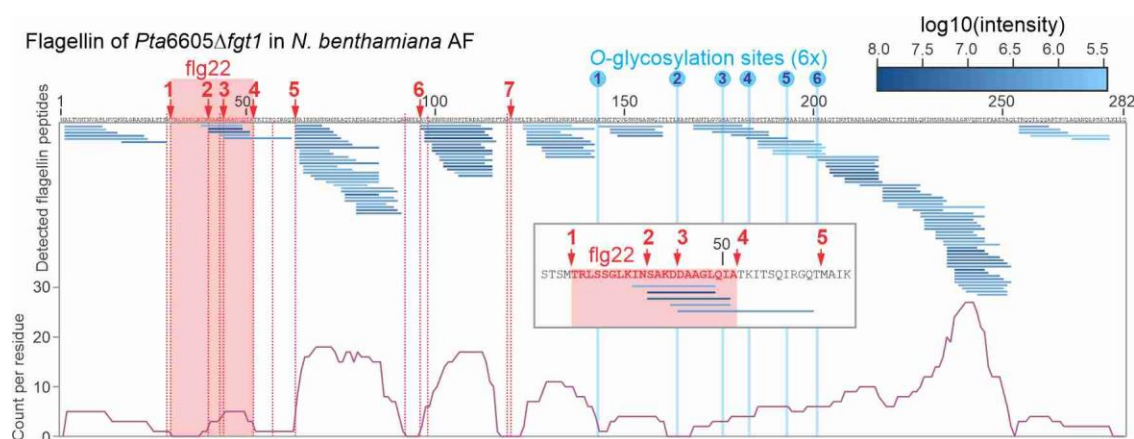 Flagellin of Pta6605Δfgt1 in N. benthamiana AF
log10(intensity)
8.0 7.5 7.0 6.5 6.0 5.5
flg22
O-glycosylation sites (6x)
1 2 3 4 5 6 7
1 2 3 4 5 6
1 50 100 150 200 250 282
Detected flagellin peptides
50
1 2 3 4 5
flg22
STSMTRLSSGLKINSAKDDAAGLQIATKITSQIRGQTMAIK
30
20
10
0
Count per residue